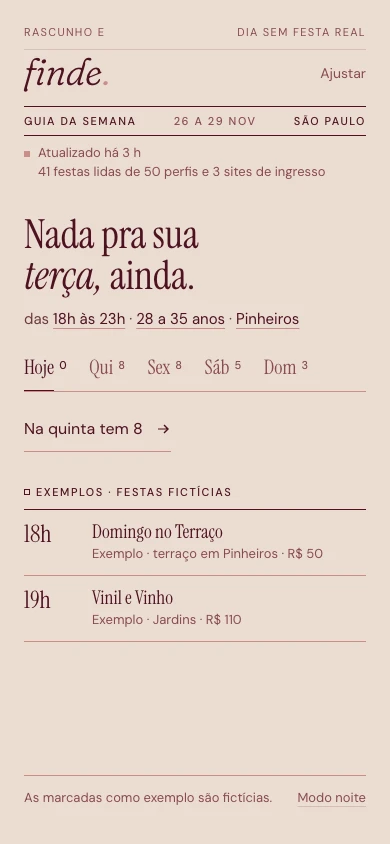 RASCUNHO E
DIA SEM FESTA REAL
finde.
Ajustar
GUIA DA SEMANA
26 A 29 NOV
SÃO PAULO
Atualizado há 3 h
41 festas lidas de 50 perfis e 3 sites de ingresso
Nada pra sua
terça, ainda.
das 18h às 23h · 28 a 35 anos · Pinheiros
Hoje 0 Qui 8 Sex 8 Sáb 5 Dom 3
Na quinta tem 8 →
EXEMPLOS · FESTAS FICTÍCIAS
18h
Domingo no Terraço
Exemplo · terraço em Pinheiros · R$ 50
19h
Vinil e Vinho
Exemplo · Jardins · R$ 110
As marcadas como exemplo são fictícias.
Modo noite